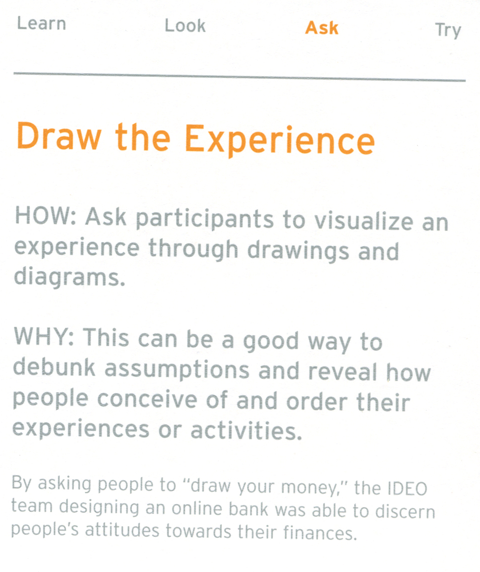 Learn Look Ask Try
Draw the Experience
HOW: Ask participants to visualize an
experience through drawings and
diagrams.
WHY: This can be a good way to
debunk assumptions and reveal how
people conceive of and order their
experiences or activities.
By asking people to “draw your money,” the IDEO
team designing an online bank was able to discern
people’s attitudes towards their finances.